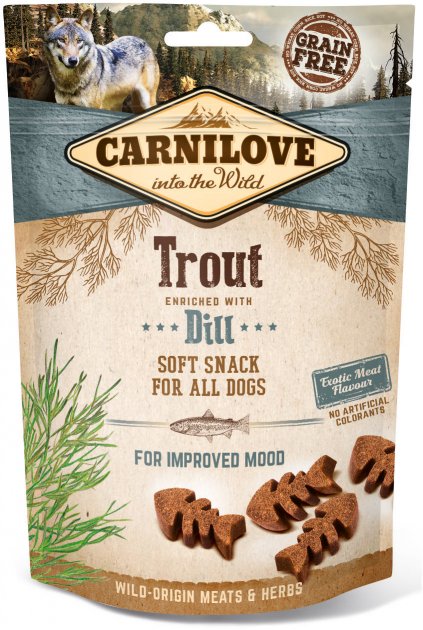 GRAIN
FREE
CARNILOVE
into the Wild
Trout
ENRICHED WITH
Dill
SOFT SNACK
FOR ALL DOGS
Exotic Meat
Flavour
NO ARTIFICIAL
COLORANTS
FOR IMPROVED MOOD
WILD-ORIGIN MEATS & HERBS